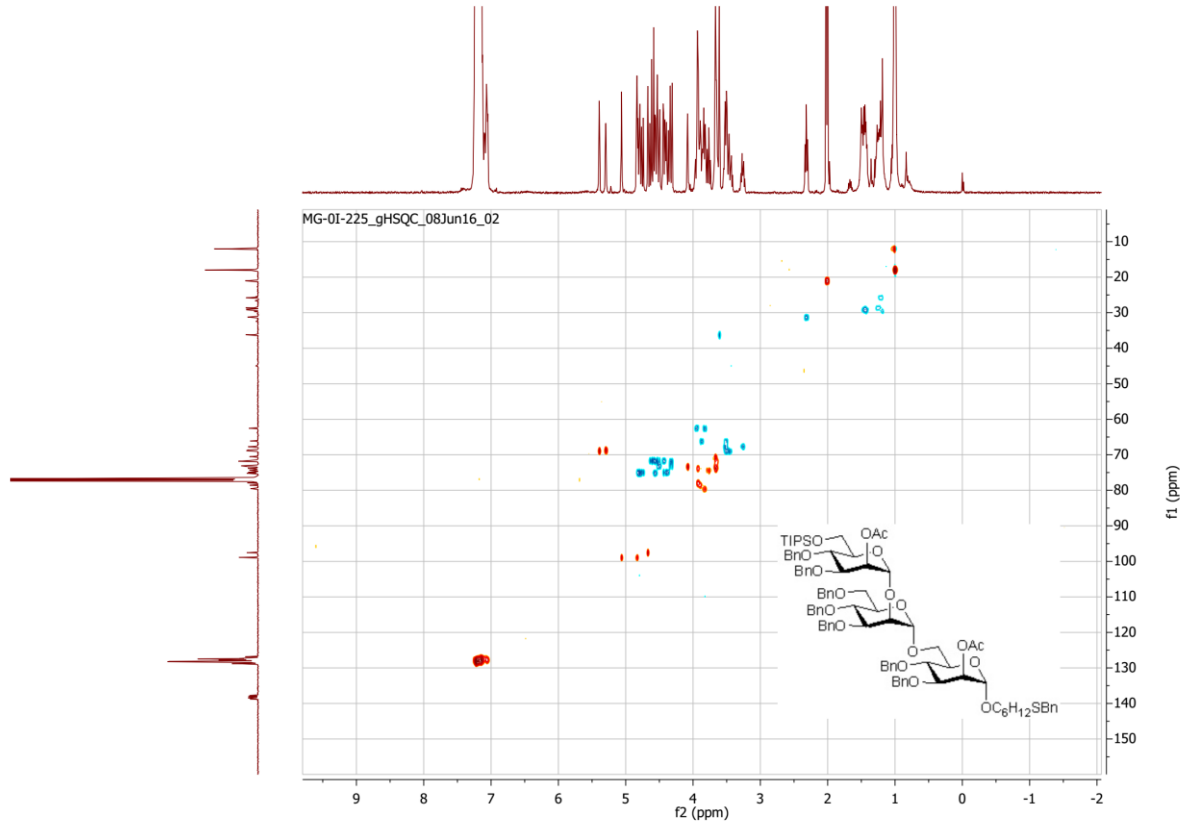 MG-0I-225_gHSQC_08Jun16_02
10
20
30
40
50
60
70
80
90
100
110
120
130
140
150
f1 (ppm)
TIPSO
OAc
O
BnO
BnO
O
BnO
O
BnO
BnO
O
OAc
O
BnO
BnO
OC6H12SBn
9 8 7 6 5 4 3 2 1 0 -1 -2
f2 (ppm)